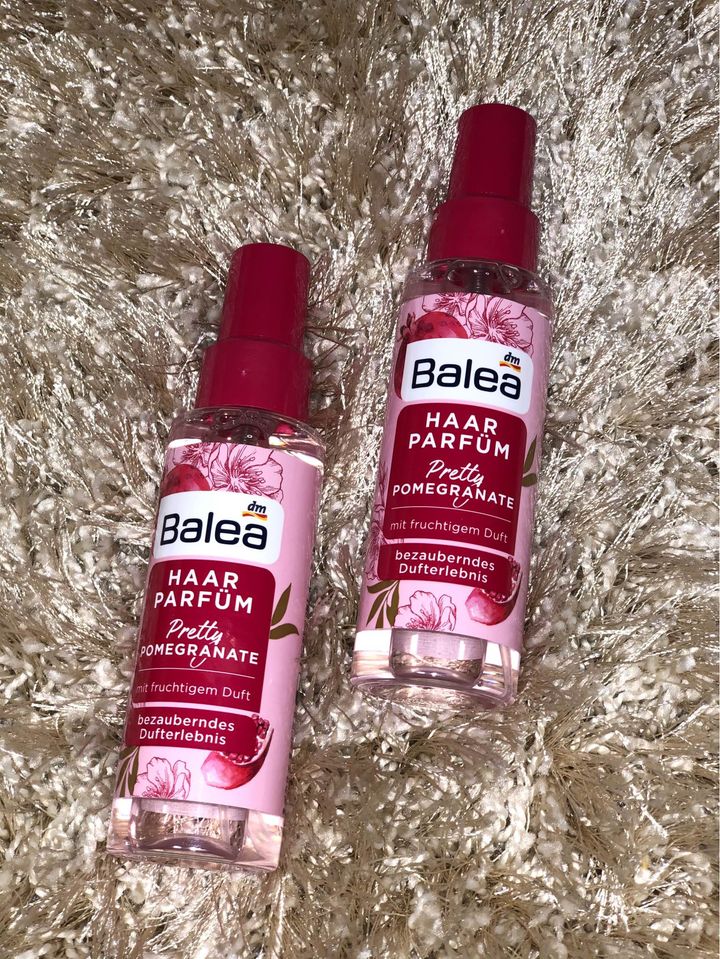 dm
Balea
HAAR
PARFÜM
Pretty
POMEGRANATE
mit fruchtigem Duft
bezauberndes
Dufterlebnis
dm
Balea
HAAR
PARFÜM
Pretty
POMEGRANATE
mit fruchtigem Duft
bezauberndes
Dufterlebnis